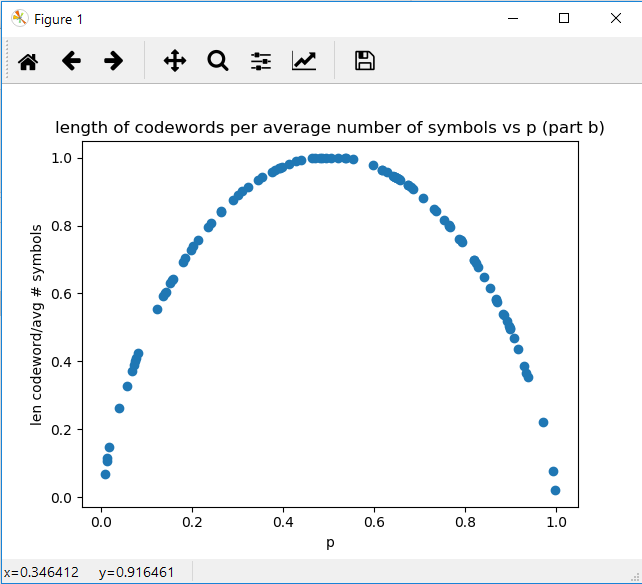 Figure 1
length of codewords per average number of symbols vs p (part b)
1.0
0.8
0.6
0.4
0.2
0.0
len codeword/avg # symbols
0.0 0.2 0.4 0.6 0.8 1.0
p
x=0.346412 y=0.916461